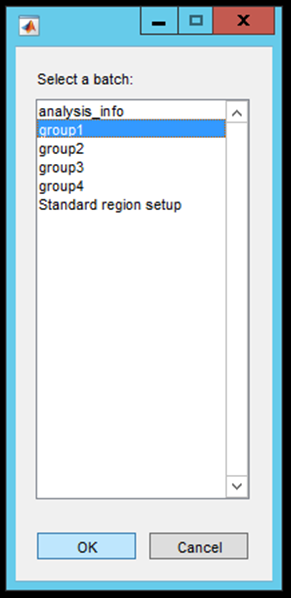 Select a batch:
analysis_info
group1
group2
group3
group4
Standard region setup
OK
Cancel